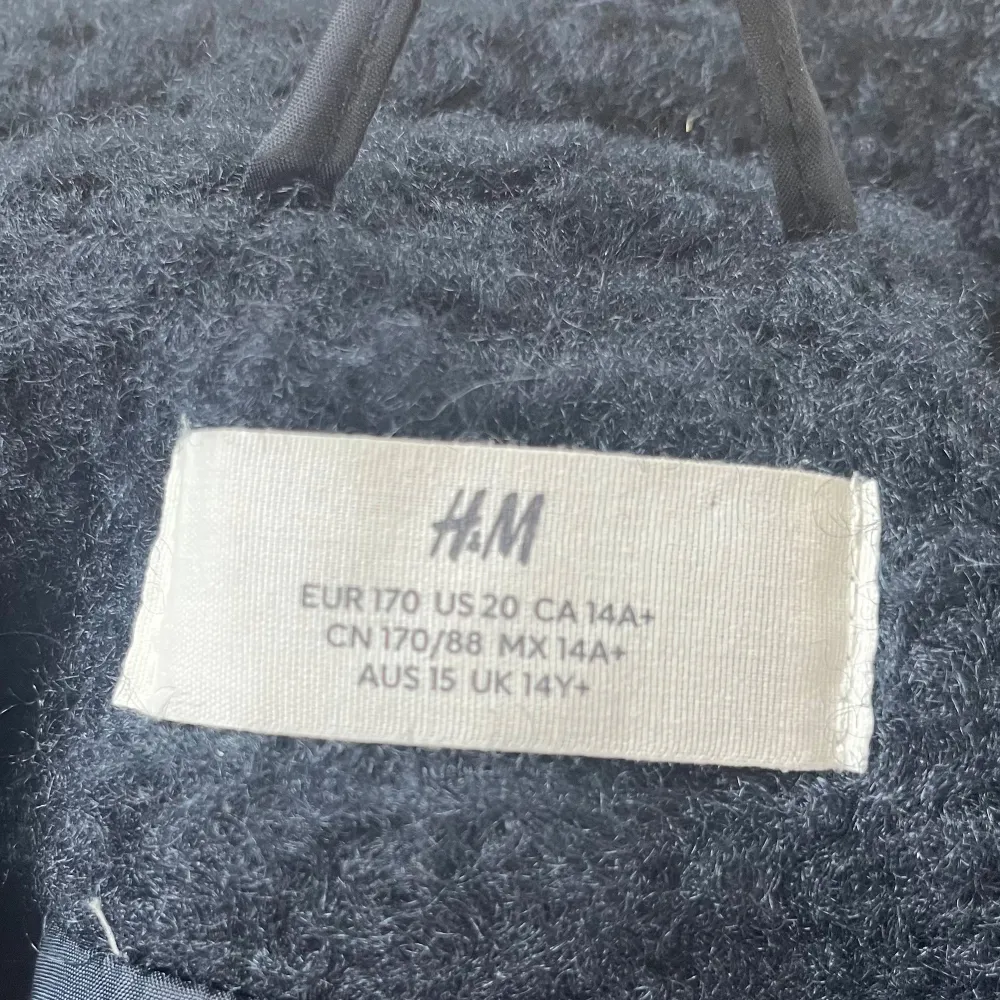 H&M
EUR 170 US 20 CA 14A+
CN 170/88 MX 14A+
AUS 15 UK 14Y+